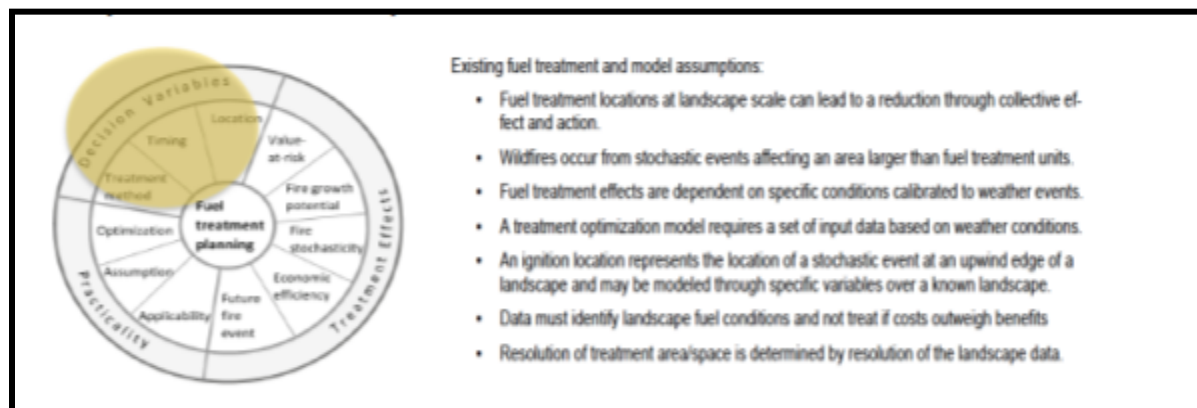 Decision Variables
Location
Timing
Treatment
method
Value-
at-risk
Fire growth
potential
Fire
stochasticity
Economic
efficiency
Future
fire
event
Treatment Effects
Optimization
Assumption
Applicability
Practicality
Fuel
treatment
planning
Existing fuel treatment and model assumptions:
• Fuel treatment locations at landscape scale can lead to a reduction through collective ef-
fect and action.
• Wildfires occur from stochastic events affecting an area larger than fuel treatment units.
• Fuel treatment effects are dependent on specific conditions calibrated to weather events.
• A treatment optimization model requires a set of input data based on weather conditions.
• An ignition location represents the location of a stochastic event at an upwind edge of a
landscape and may be modeled through specific variables over a known landscape.
• Data must identify landscape fuel conditions and not treat if costs outweigh benefits
• Resolution of treatment area/space is determined by resolution of the landscape data.